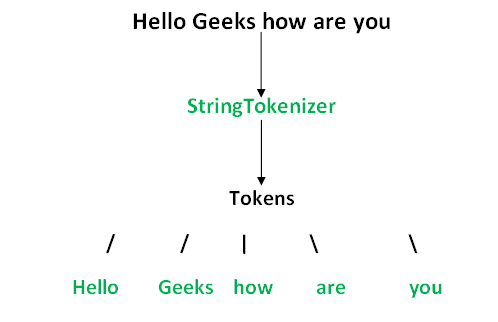 Hello Geeks how are you
StringTokenizer
Tokens
/ / | \ \
Hello Geeks how are you